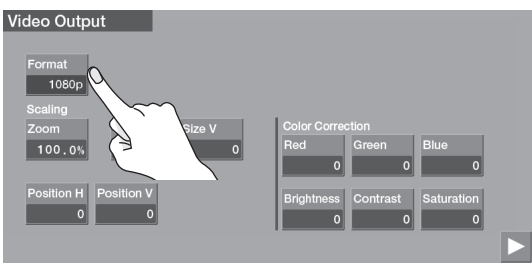 Video Output
Format
1080p
Scaling
Zoom
100.0%
Size V
0
Position H
0
Position V
0
Color Correction
Red
0
Green
0
Blue
0
Brightness
0
Contrast
0
Saturation
0